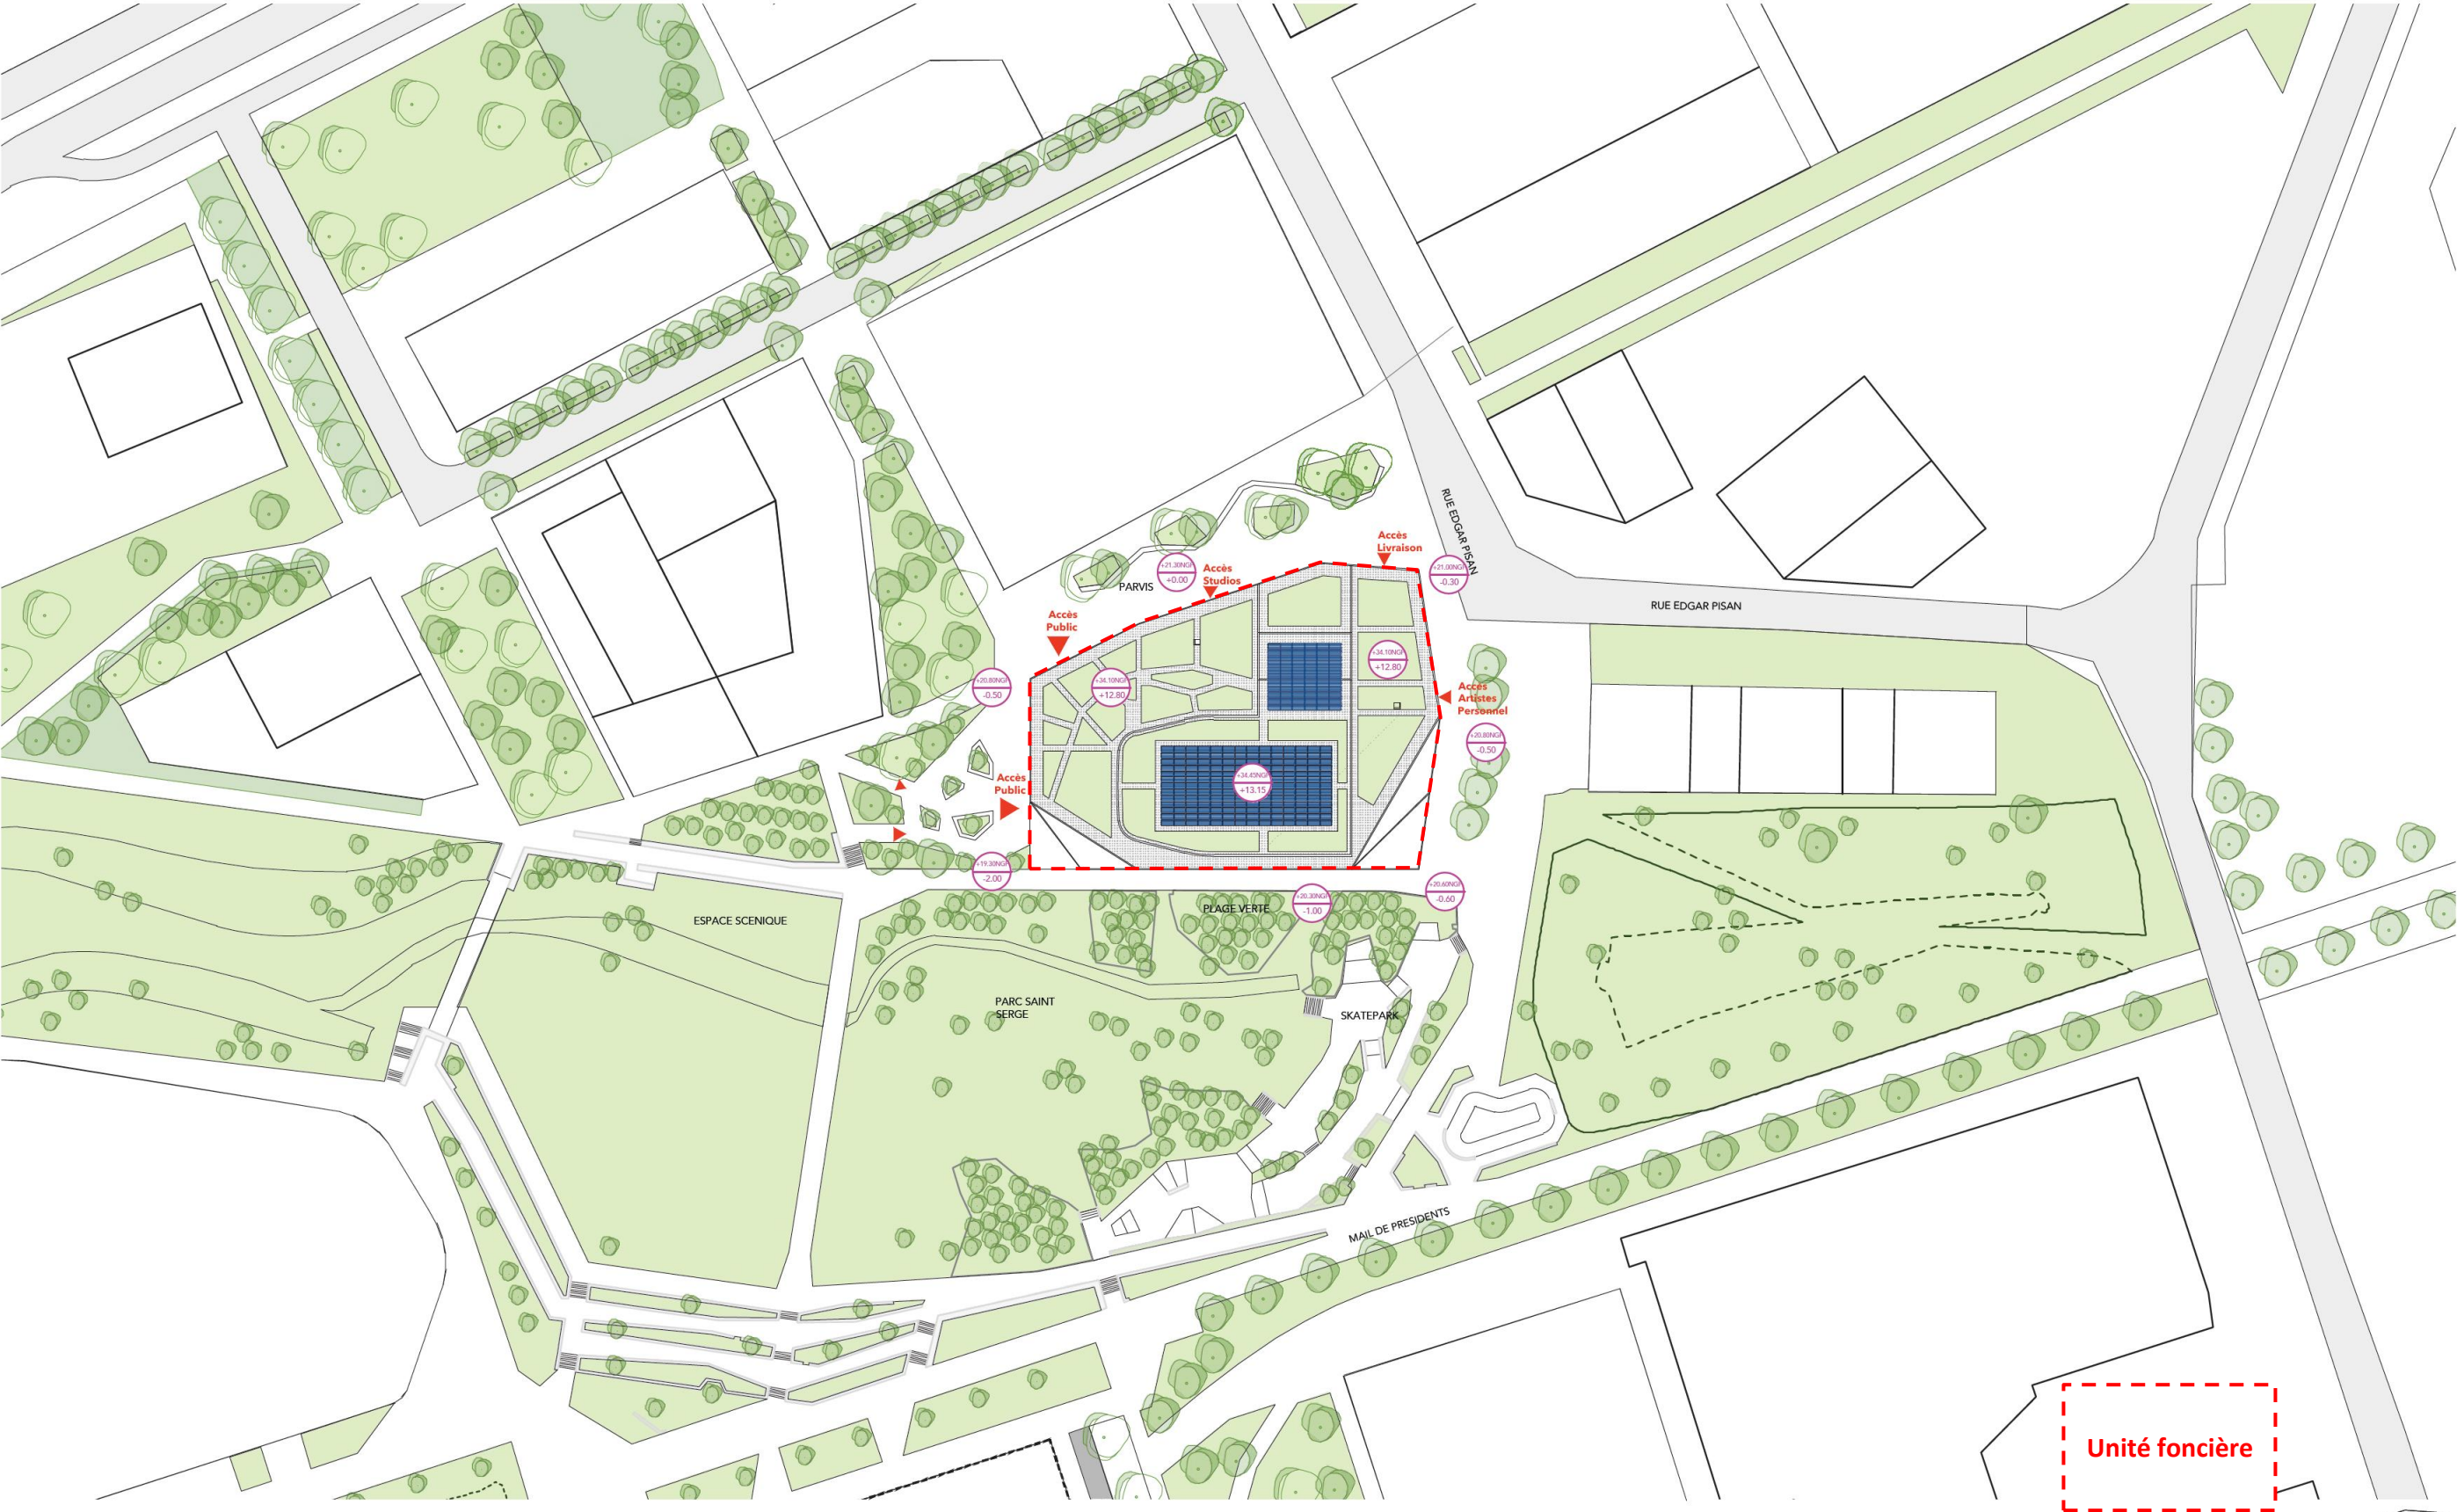 RUE EDGAR PISAN
Accès
Livraison
+21.30NGF
+0.00
Accès
Studios
+21.00NGF
-0.30
PARVIS
RUE EDGAR PISAN
Accès
Public
+34.10NGF
+12.80
+20.80NGF
-0.50
+34.10NGF
+12.80
Accès
Artistes
Personnel
+20.80NGF
-0.50
Accès
Public
+34.45NGF
+13.15
+19.30NGF
-2.00
+20.30NGF
-1.00
+20.60NGF
-0.60
ESPACE SCENIQUE
PLAGE VERTE
PARC SAINT
SERGE
SKATEPARK
MAIL DE PRESIDENTS
Unité foncière